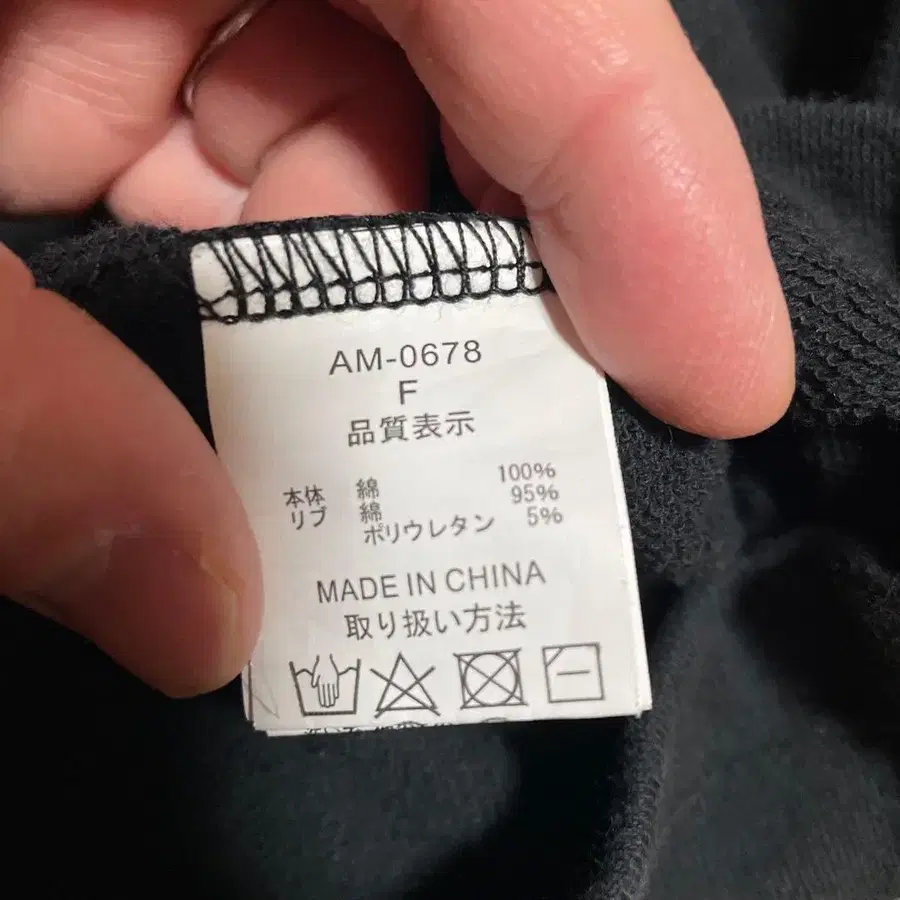 AM-0678
F
品質表示
本体 綿 100%
リブ 綿 95%
ポリウレタン 5%
MADE IN CHINA
取り扱い方法